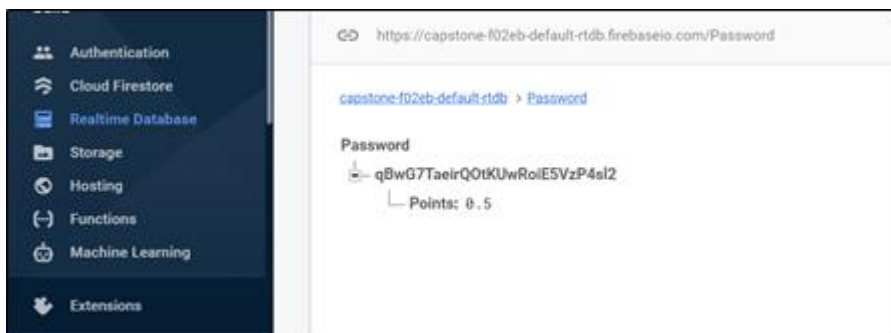 Authentication
Cloud Firestore
Realtime Database
Storage
Hosting
Functions
Machine Learning
Extensions
https://capstone-f02eb-default-rtdb.firebaseio.com/Password
capstone-f02eb-default-rtdb > Password
Password
qBwG7TaeirQOtKUwRoiE5VzP4sl2
Points: 0.5